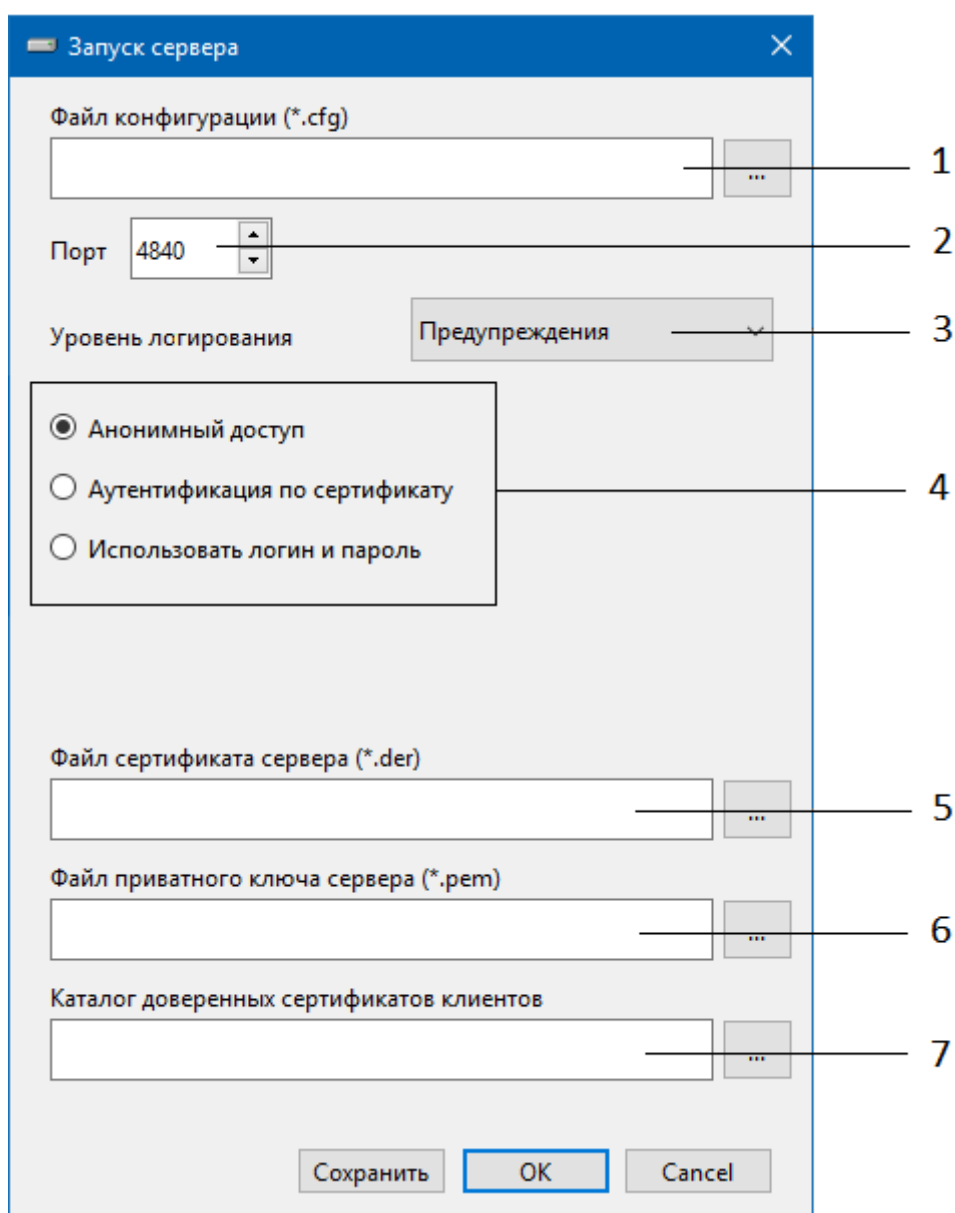 Запуск сервера
Файл конфигурации (*.cfg)
... 1
Порт 4840 2
Уровень логирования Предупреждения 3
Анонимный доступ
Аутентификация по сертификату 4
Использовать логин и пароль
Файл сертификата сервера (*.der)
... 5
Файл приватного ключа сервера (*.pem)
... 6
Каталог доверенных сертификатов клиентов
... 7
Сохранить OK Cancel